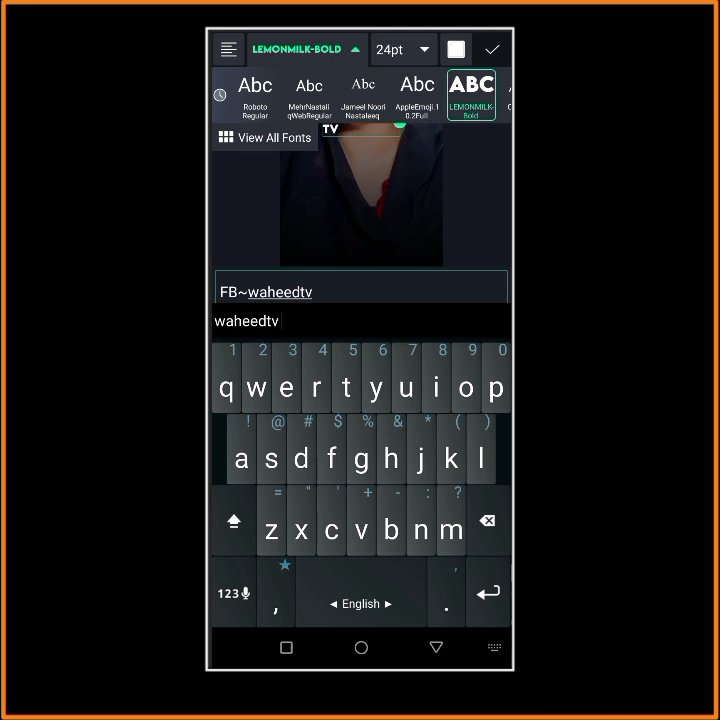 LEMONMILK-BOLD 24pt
Abc Abc Abc Abc ABC
Roboto Regular
MehrNastali qWebRegular
Jameel Noori Nastaleeq
AppleEmoji.1 0.2Full
LEMONMILK-Bold
View All Fonts
TV
FB~waheedtv
waheedtv
1 2 3 4 5 6 7 8 9 0
q w e r t y u i o p
! @ # $ % & * ( )
a s d f g h j k l
= " ' + - : ?
z x c v b n m
123 , ◄ English ► .